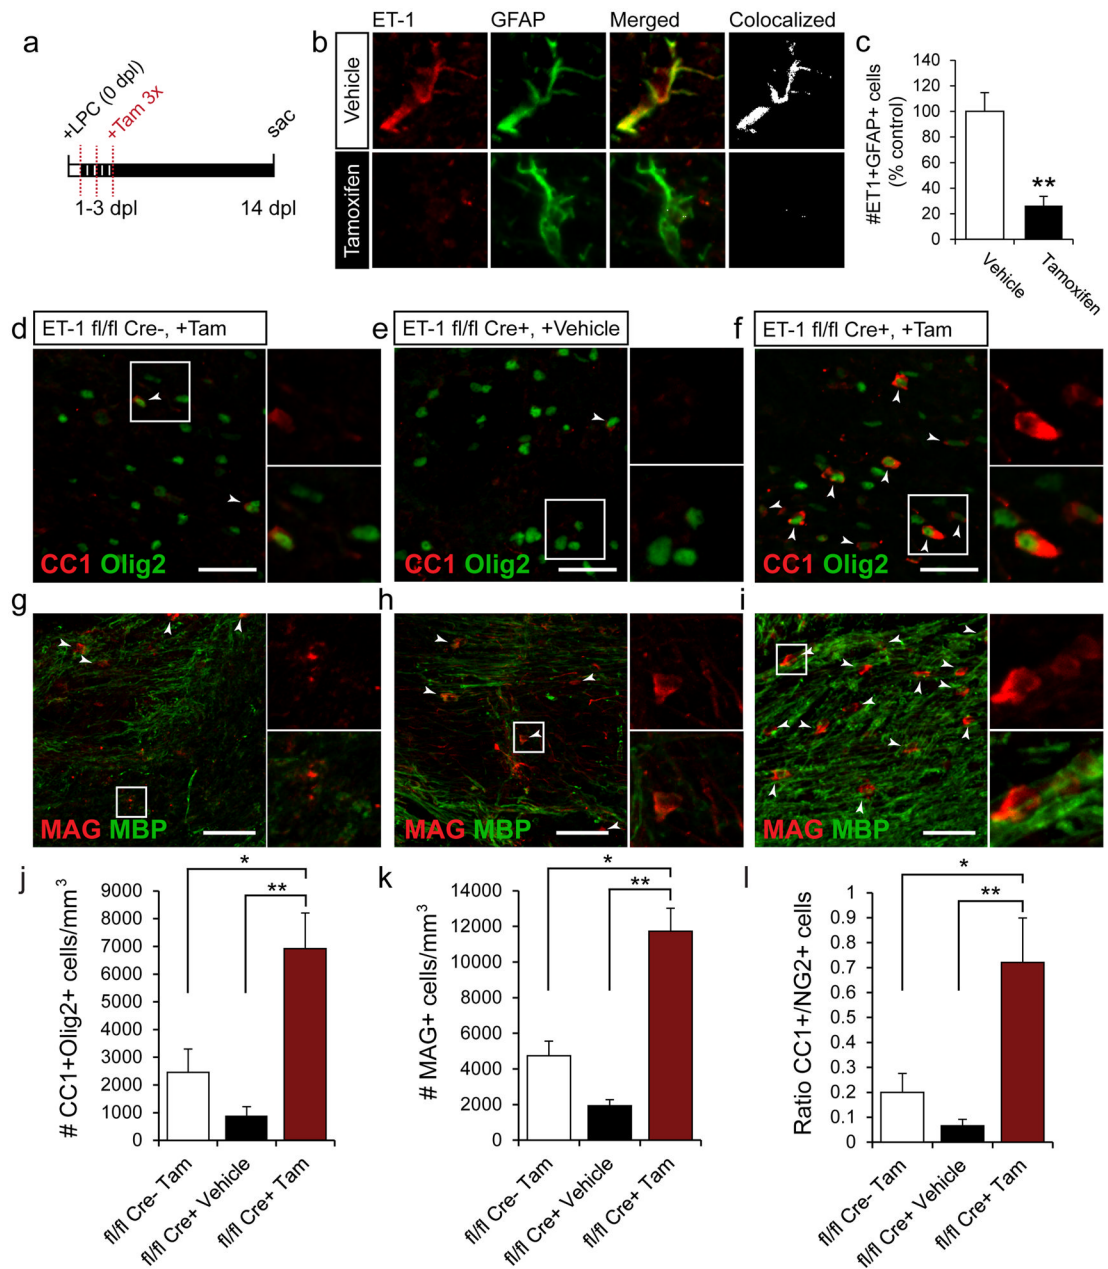 a
+LPC (0 dpl)
+Tam 3x
sac
1-3 dpl
14 dpl
b
ET-1
GFAP
Merged
Colocalized
Vehicle
Tamoxifen
c
#ET1+GFAP+ cells
(% control)
140
120
100
80
60
40
20
0
**
Vehicle
Tamoxifen
d
ET-1 fl/fl Cre-, +Tam
CC1 Olig2
e
ET-1 fl/fl Cre+, +Vehicle
CC1 Olig2
f
ET-1 fl/fl Cre+, +Tam
CC1 Olig2
g
MAG MBP
h
MAG MBP
i
MAG MBP
j
# CC1+Olig2+ cells/mm³
9000
8000
7000
6000
5000
4000
3000
2000
1000
0
*
**
fl/fl Cre- Tam
fl/fl Cre+ Vehicle
fl/fl Cre+ Tam
k
# MAG+ cells/mm³
14000
12000
10000
8000
6000
4000
2000
0
*
**
fl/fl Cre- Tam
fl/fl Cre+ Vehicle
fl/fl Cre+ Tam
l
Ratio CC1+/NG2+ cells
1
0.9
0.8
0.7
0.6
0.5
0.4
0.3
0.2
0.1
0
*
**
fl/fl Cre- Tam
fl/fl Cre+ Vehicle
fl/fl Cre+ Tam